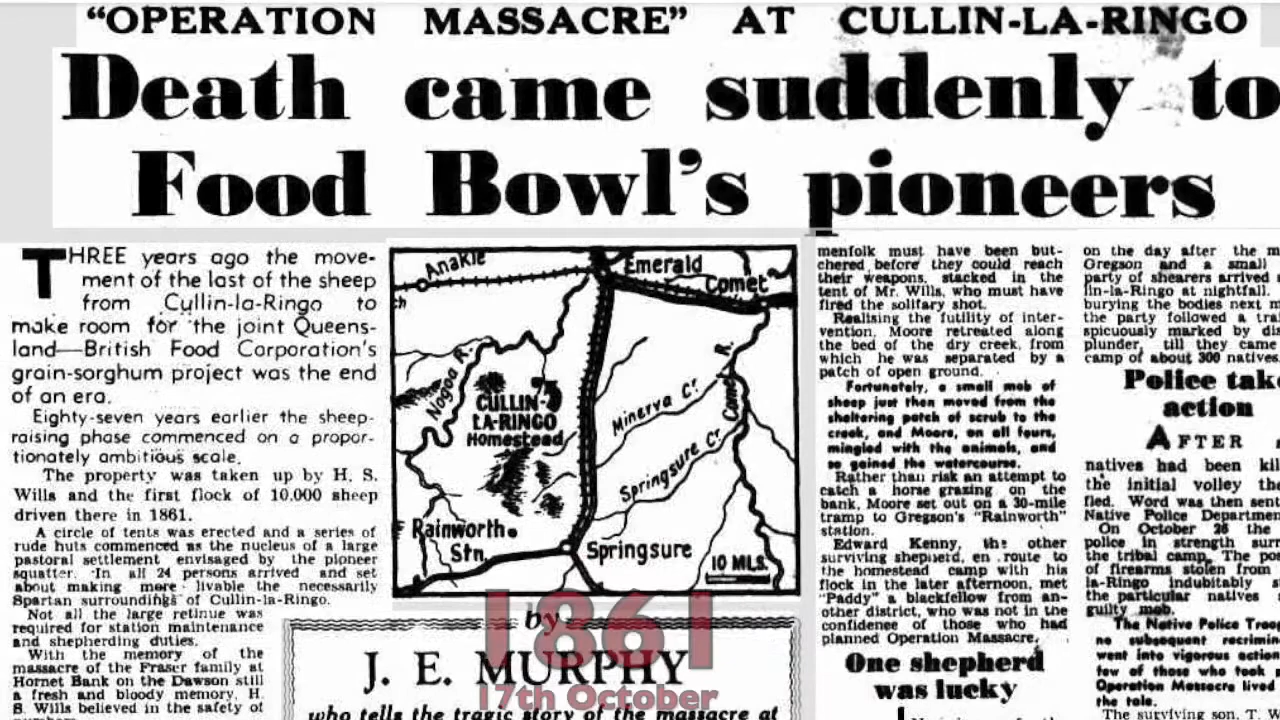 "OPERATION MASSACRE" AT CULLIN-LA-RINGO
Death came suddenly to
Food Bowl's pioneers
THREE years ago the move-
ment of the last of the sheep
from Cullin-la-Ringo to
make room for the joint Queens-
land—British Food Corporation's
grain-sorghum project was the end
of an era.
Eighty-seven years earlier the sheep-
raising phase commenced on a propor-
tionately ambitious scale.
The property was taken up by H. S.
Wills and the first flock of 10,000 sheep
driven there in 1861.
A circle of tents was erected and a series of
rude huts commenced as the nucleus of a large
pastoral settlement envisaged by the pioneer
squatter. In all 24 persons arrived and set
about making more livable the necessarily
Spartan surroundings of Cullin-la-Ringo.
Not all the large retinue was
required for station maintenance
and shepherding duties.
With the memory of the
massacre of the Fraser family at
Hornet Bank on the Dawson still
a fresh and bloody memory, H.
B. Wills believed in the safety of
Anakie
Emerald
Comet
ch
Nogoa R.
CULLIN-
LA-RINGO
Homestead
Minerva Cr.
Comet R.
Springsure Cr.
Rainworth
Stn.
Springsure
10 MLS.
by
1861
J. E. MURPHY
17th October
who tells the tragic story of the massacre at
menfolk must have been but-
chered before they could reach
their weapons, stacked in the
tent of Mr. Wills, who must have
fired the solitary shot.
Realising the futility of inter-
vention, Moore retreated along
the bed of the dry creek, from
which he was separated by a
patch of open ground.
Fortunately, a small mob of
sheep just then moved from the
sheltering patch of scrub to the
creek, and Moore, on all fours,
mingled with the animals, and
so gained the watercourse.
Rather than risk an attempt to
catch a horse grazing on the
bank, Moore set out on a 30-mile
tramp to Gregson's "Rainworth"
station.
Edward Kenny, the other
surviving shepherd, en route to
the homestead camp with his
flock in the later afternoon, met
"Paddy" a blackfellow from an-
other district, who was not in the
confidence of those who had
planned Operation Massacre.
One shepherd
was lucky
on the day after the m
Gregson and a small
party of shearers arrived
lin-la-Ringo at nightfall.
burying the bodies next m
the party followed a tra
spicuously marked by di
plunder, till they came
camp of about 300 natives
Police take
action
AFTER
natives had been kil
the initial volley the
fled. Word was then sent
Native Police Departmen
On October 26 the
police in strength surr
the tribal camp. The po
of firearms stolen from
la-Ringo indubitably
the particular natives
guilty mob.
The Native Police Troop
no subsequent recrimin
went into vigorous action
few of those who took
Operation Massacre lived
the tale.
The surviving son, T. W